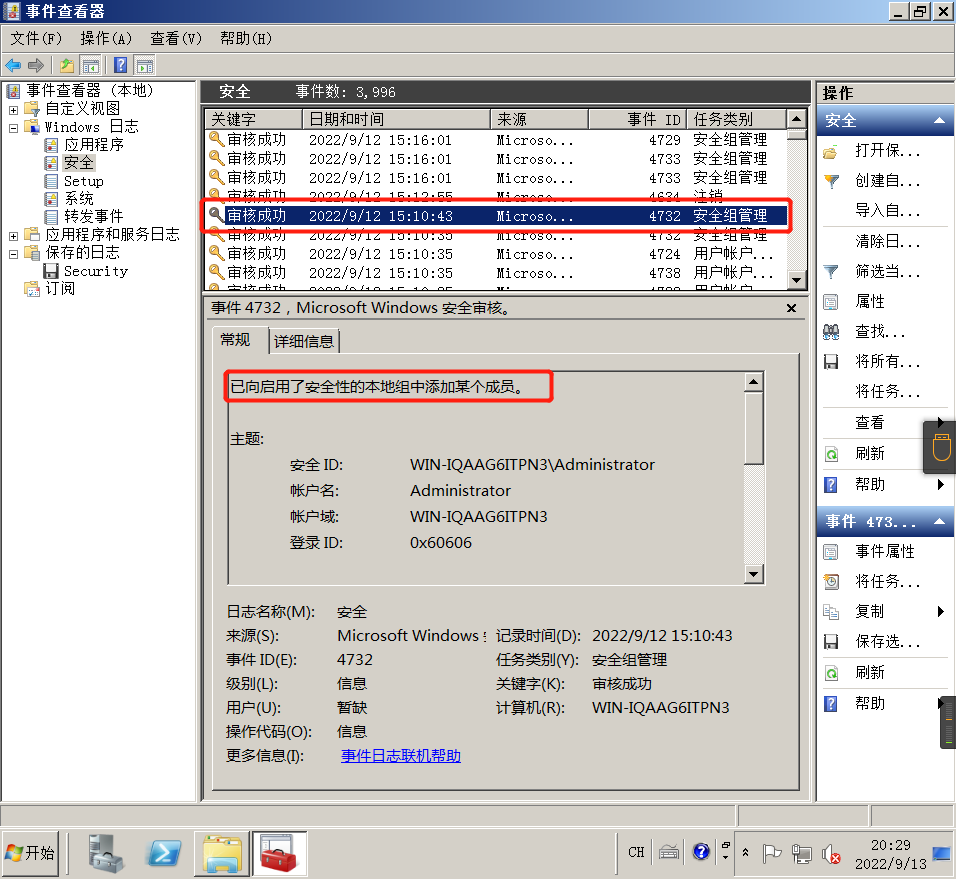 事件查看器
文件(F) 操作(A) 查看(V) 帮助(H)
事件查看器 (本地)
自定义视图
Windows 日志
应用程序
安全
Setup
系统
转发事件
应用程序和服务日志
保存的日志
Security
订阅
安全 事件数: 3,996
关键字 日期和时间 来源 事件 ID 任务类别
审核成功 2022/9/12 15:16:01 Microso... 4729 安全组管理
审核成功 2022/9/12 15:16:01 Microso... 4733 安全组管理
审核成功 2022/9/12 15:16:01 Microso... 4733 安全组管理
审核成功 2022/9/12 15:12:55 Microso... 4634 注销
审核成功 2022/9/12 15:10:43 Microso... 4732 安全组管理
审核成功 2022/9/12 15:10:35 Microso... 4732 安全组管理
审核成功 2022/9/12 15:10:35 Microso... 4724 用户帐户...
审核成功 2022/9/12 15:10:35 Microso... 4738 用户帐户...
事件 4732，Microsoft Windows 安全审核。
常规 详细信息
已向启用了安全性的本地组中添加某个成员。
主题:
安全 ID: WIN-IQAAG6ITPN3\Administrator
帐户名: Administrator
帐户域: WIN-IQAAG6ITPN3
登录 ID: 0x60606
日志名称(M): 安全
来源(S): Microsoft Windows 记录时间(D): 2022/9/12 15:10:43
事件 ID(E): 4732 任务类别(Y): 安全组管理
级别(L): 信息 关键字(K): 审核成功
用户(U): 暂缺 计算机(R): WIN-IQAAG6ITPN3
操作代码(O): 信息
更多信息(I): 事件日志联机帮助
操作
安全
打开保...
创建自...
导入自...
清除日...
筛选当...
属性
查找...
将所有...
将任务...
查看
刷新
帮助
事件 473...
事件属性
将任务...
复制
保存选...
刷新
帮助
开始
CH
20:29
2022/9/13